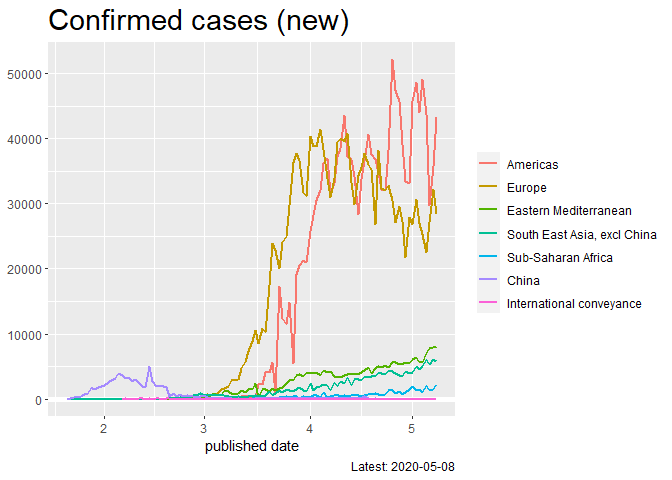 Confirmed cases (new)
50000
40000
30000
20000
10000
0
2
3
4
5
published date
Americas
Europe
Eastern Mediterranean
South East Asia, excl China
Sub-Saharan Africa
China
International conveyance
Latest: 2020-05-08